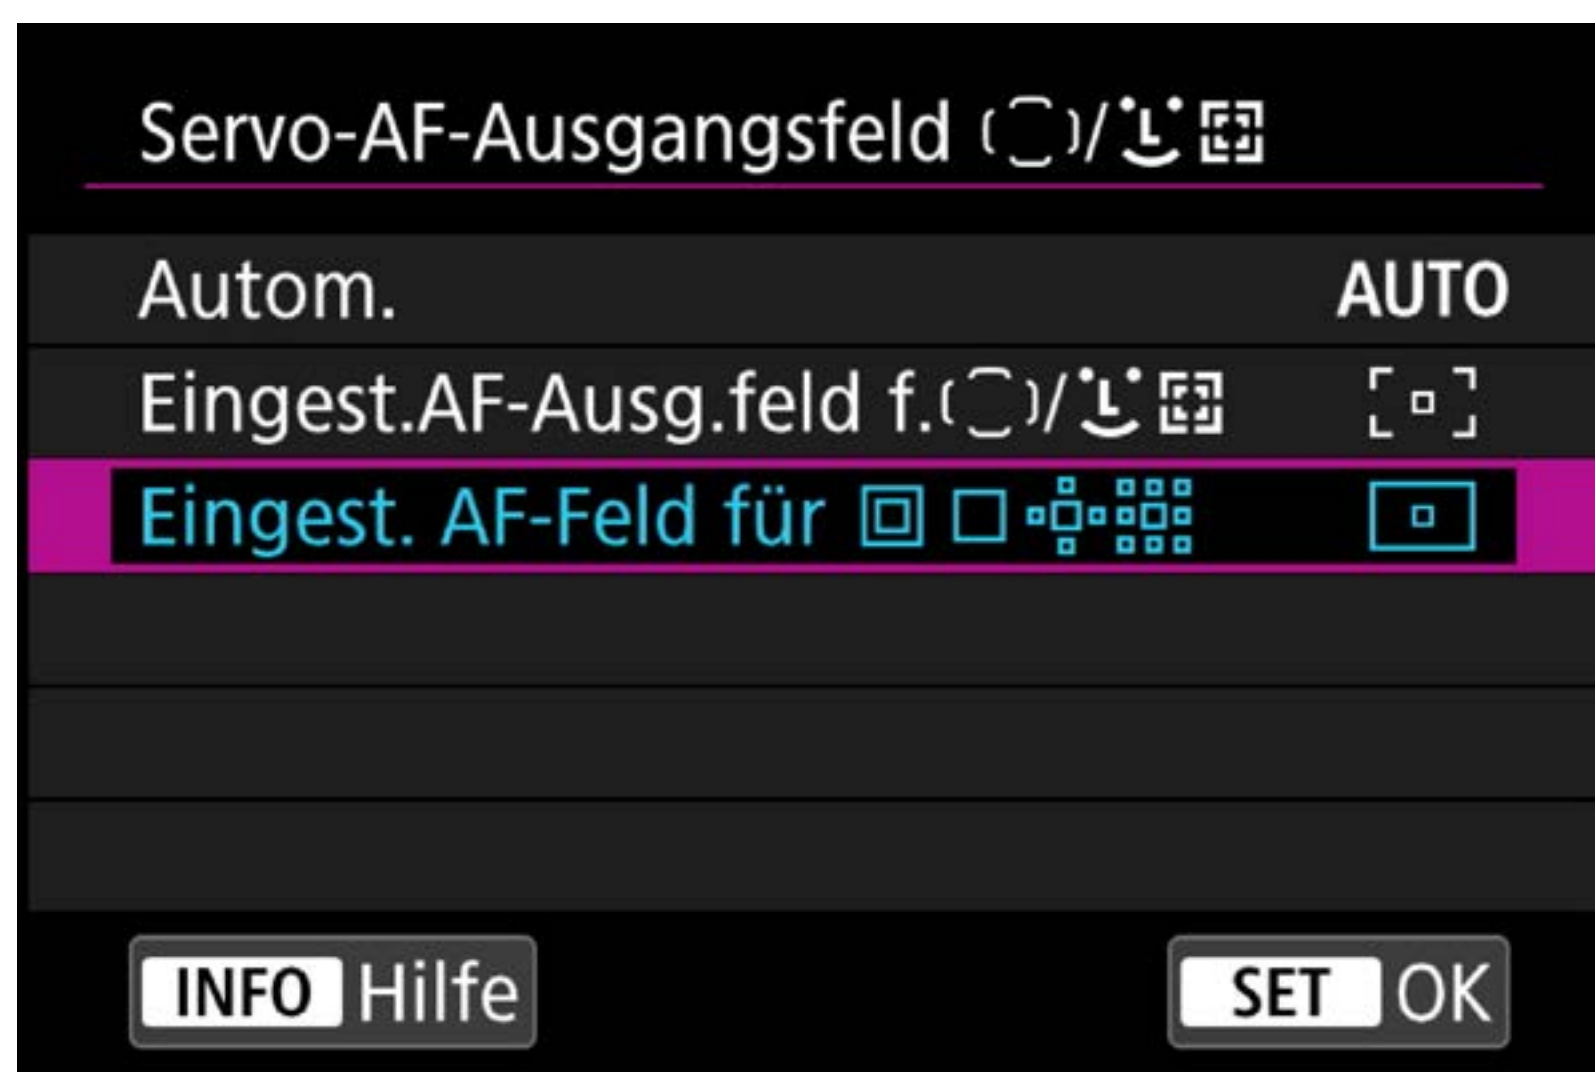 Servo-AF-Ausgangsfeld /
Autom. AUTO
Eingest.AF-Ausg.feld f. /
Eingest. AF-Feld für
INFO Hilfe SET OK